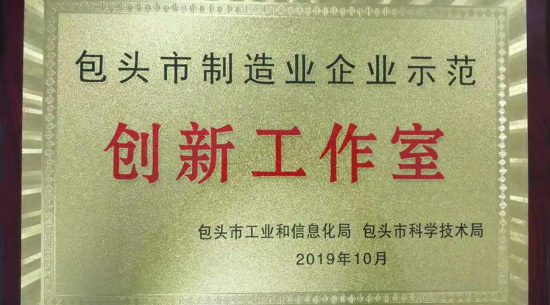 包头市制造业企业示范
创新工作室
包头市工业和信息化局 包头市科学技术局
2019年10月